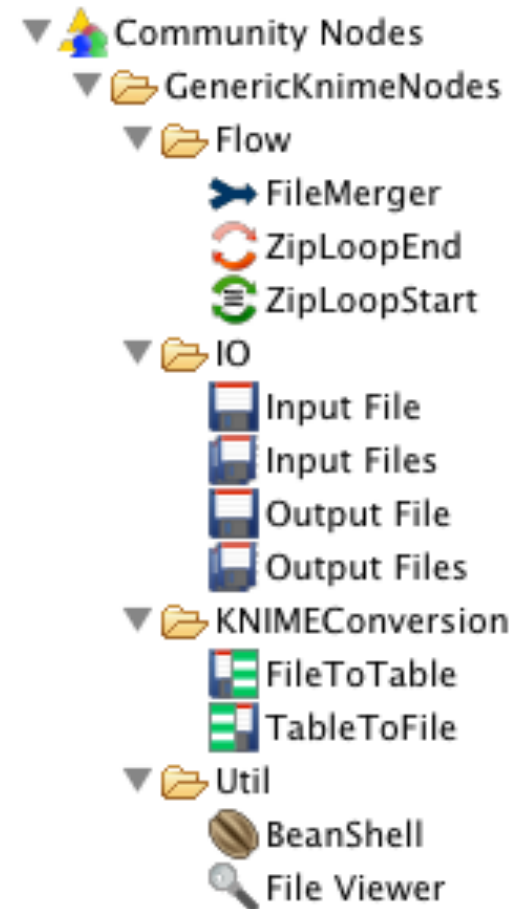 Community Nodes
GenericKnimeNodes
Flow
FileMerger
ZipLoopEnd
ZipLoopStart
IO
Input File
Input Files
Output File
Output Files
KNIMEConversion
FileToTable
TableToFile
Util
BeanShell
File Viewer